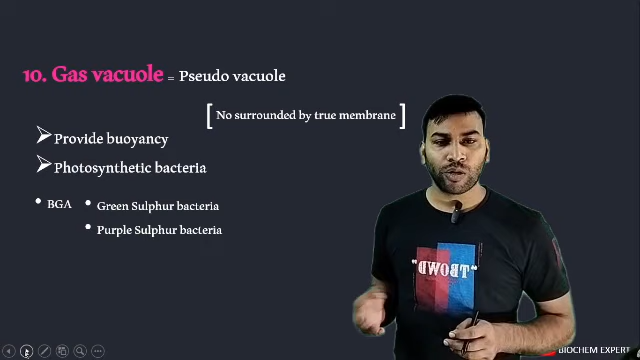 10. Gas vacuole = Pseudo vacuole
[No surrounded by true membrane]
Provide buoyancy
Photosynthetic bacteria
BGA
Green Sulphur bacteria
Purple Sulphur bacteria
BIOCHEM EXPERT